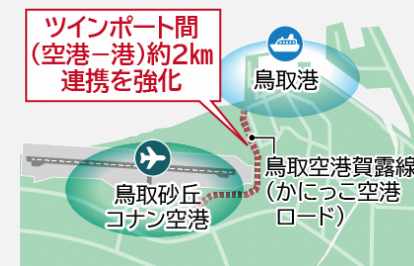 ツインポート間
(空港－港)約2㎞
連携を強化
鳥取港
鳥取空港賀露線
(かにっこ空港
ロード)
鳥取砂丘
コナン空港